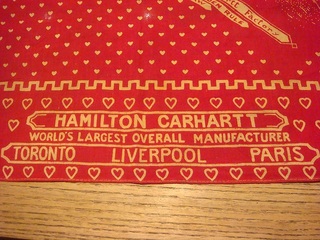 HAMILTON CARHARTT
WORLD'S LARGEST OVERALL MANUFACTURER
TORONTO LIVERPOOL PARIS